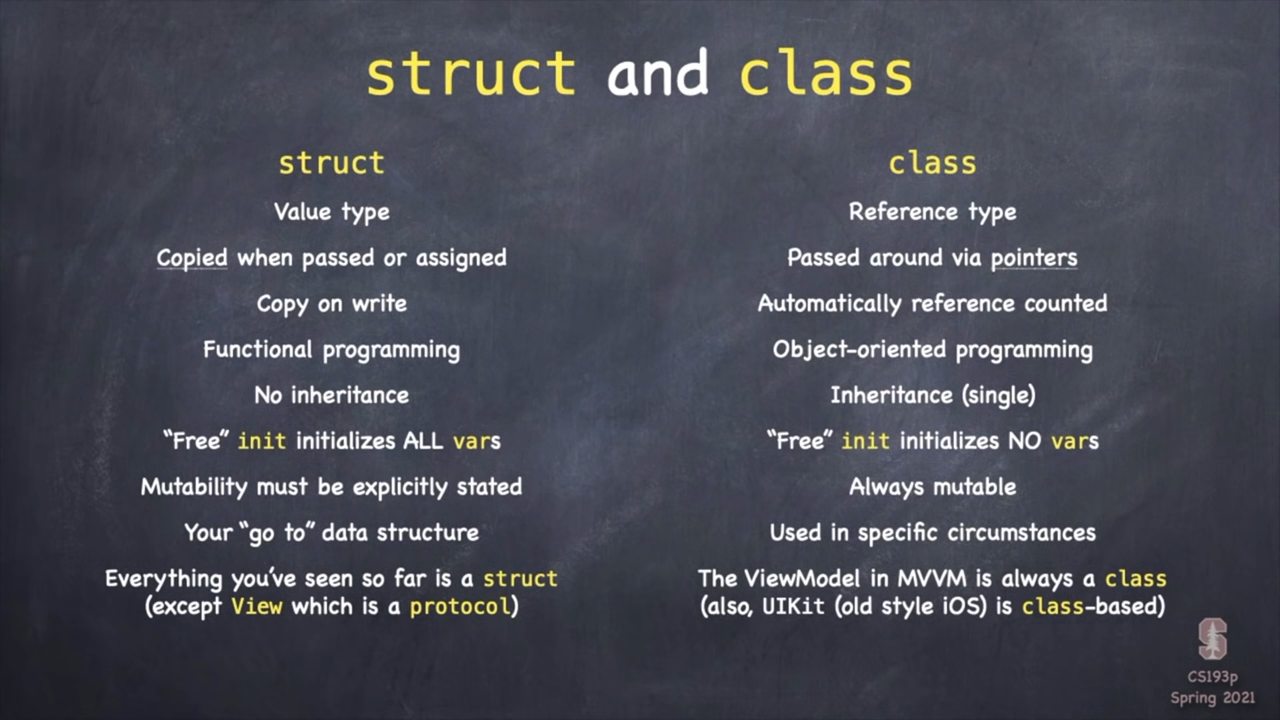 struct and class
struct
Value type
Copied when passed or assigned
Copy on write
Functional programming
No inheritance
“Free” init initializes ALL vars
Mutability must be explicitly stated
Your “go to” data structure
Everything you’ve seen so far is a struct
(except View which is a protocol)
class
Reference type
Passed around via pointers
Automatically reference counted
Object-oriented programming
Inheritance (single)
“Free” init initializes NO vars
Always mutable
Used in specific circumstances
The ViewModel in MVVM is always a class
(also, UIKit (old style iOS) is class-based)
S
CS193p
Spring 2021